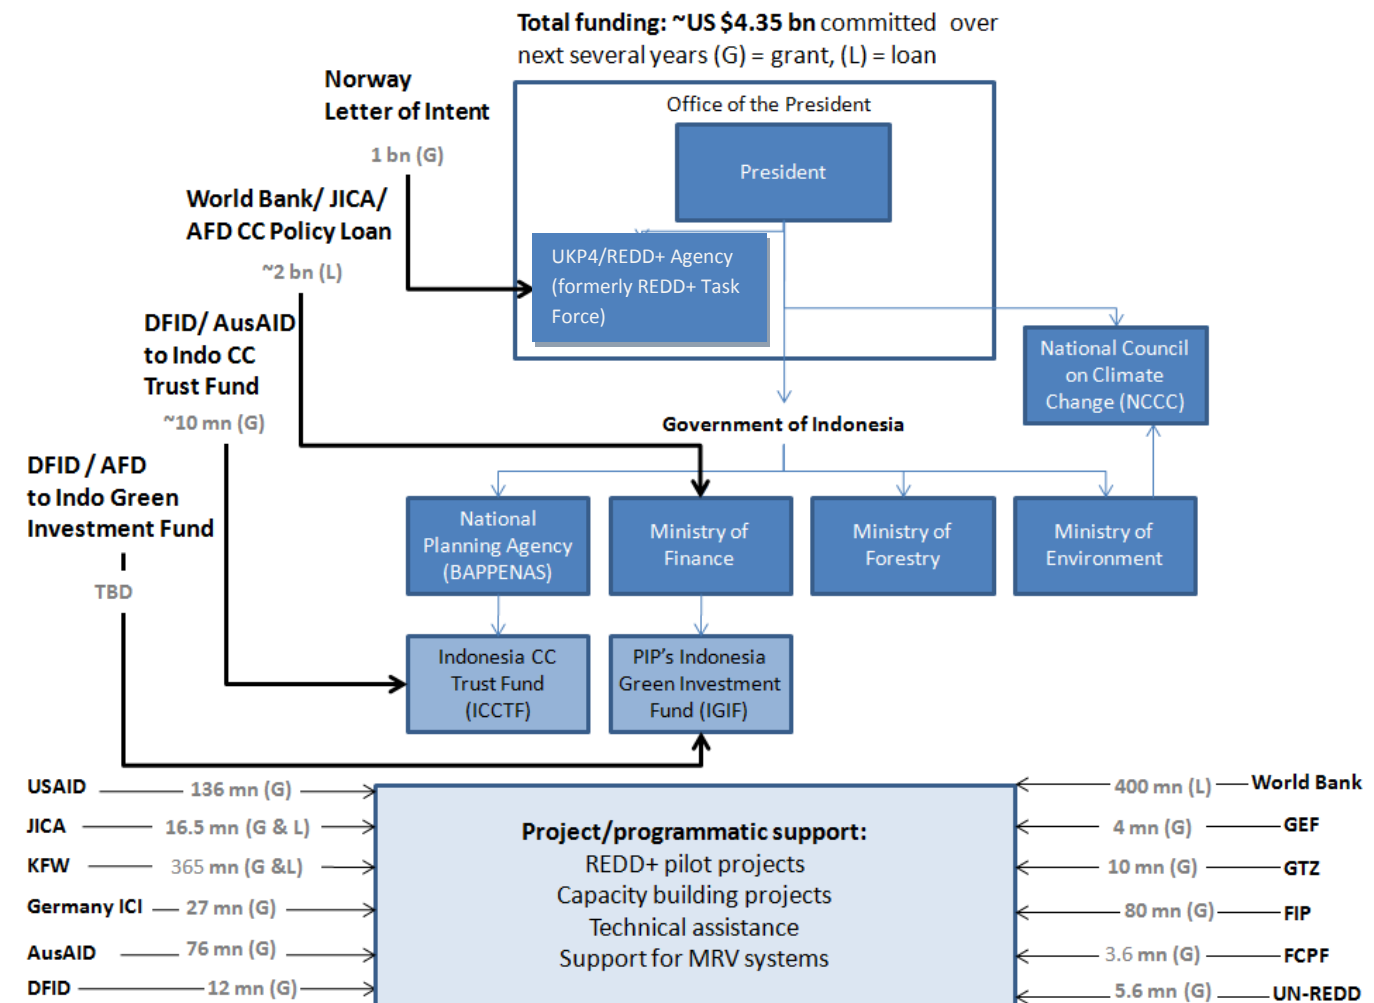 Total funding: ~US $4.35 bn committed over
next several years (G) = grant, (L) = loan
Norway
Letter of Intent
1 bn (G)
World Bank/ JICA/
AFD CC Policy Loan
~2 bn (L)
DFID/ AusAID
to Indo CC
Trust Fund
~10 mn (G)
DFID / AFD
to Indo Green
Investment Fund
TBD
Office of the President
President
UKP4/REDD+ Agency
(formerly REDD+ Task
Force)
National Council
on Climate
Change (NCCC)
Government of Indonesia
National
Planning Agency
(BAPPENAS)
Ministry of
Finance
Ministry of
Forestry
Ministry of
Environment
Indonesia CC
Trust Fund
(ICCTF)
PIP's Indonesia
Green Investment
Fund (IGIF)
USAID 136 mn (G)
JICA 16.5 mn (G & L)
KFW 365 mn (G &L)
Germany ICI 27 mn (G)
AusAID 76 mn (G)
DFID 12 mn (G)
Project/programmatic support:
REDD+ pilot projects
Capacity building projects
Technical assistance
Support for MRV systems
400 mn (L) World Bank
4 mn (G) GEF
10 mn (G) GTZ
80 mn (G) FIP
3.6 mn (G) FCPF
5.6 mn (G) UN-REDD